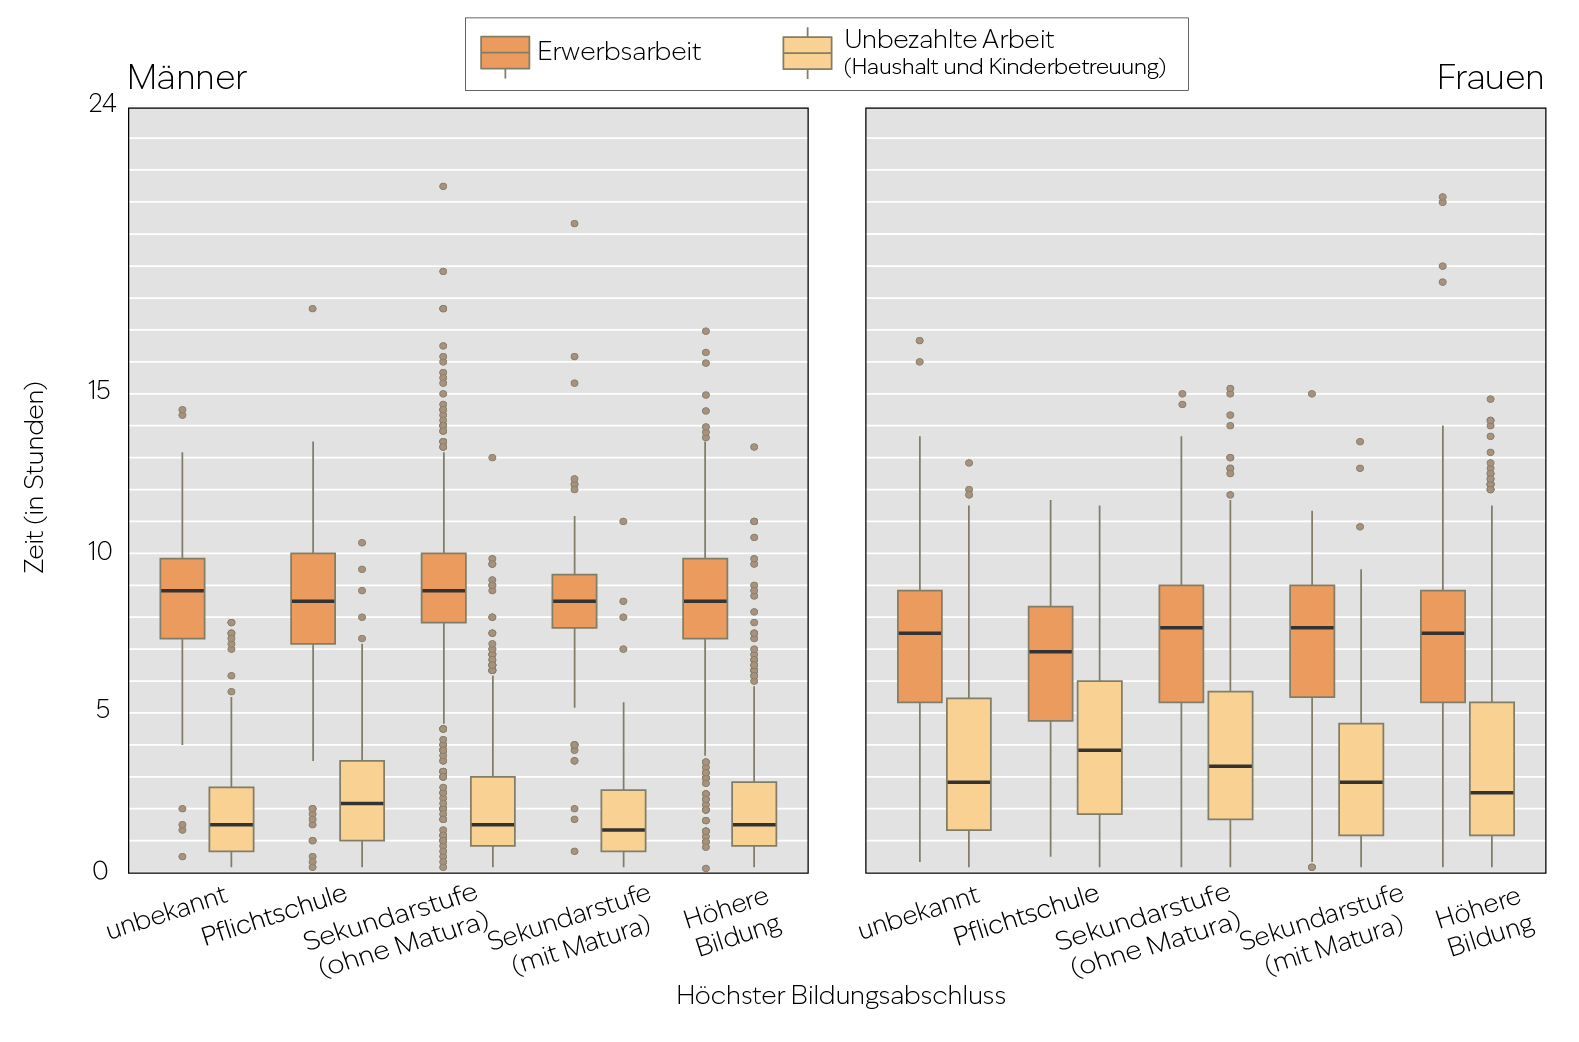 Erwerbsarbeit
Unbezahlte Arbeit
(Haushalt und Kinderbetreuung)
Männer
Frauen
24
15
10
5
0
Zeit (in Stunden)
unbekannt
Pflichtschule
Sekundarstufe
(ohne Matura)
Sekundarstufe
(mit Matura)
Höhere
Bildung
unbekannt
Pflichtschule
Sekundarstufe
(ohne Matura)
Sekundarstufe
(mit Matura)
Höhere
Bildung
Höchster Bildungsabschluss